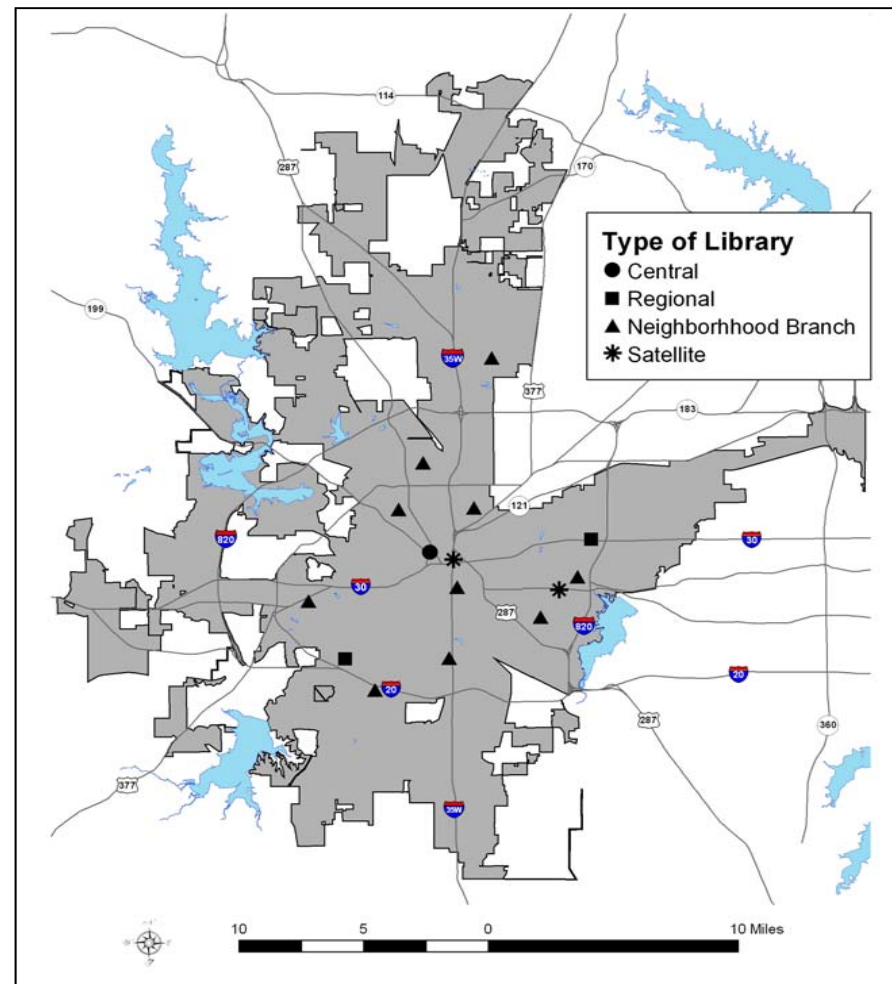 114
287
170
Type of Library
Central
Regional
Neighborhhood Branch
Satellite
199
35W
377
183
121
820
30
30
287
820
20
20
287
360
377
35W
10 5 0 10 Miles